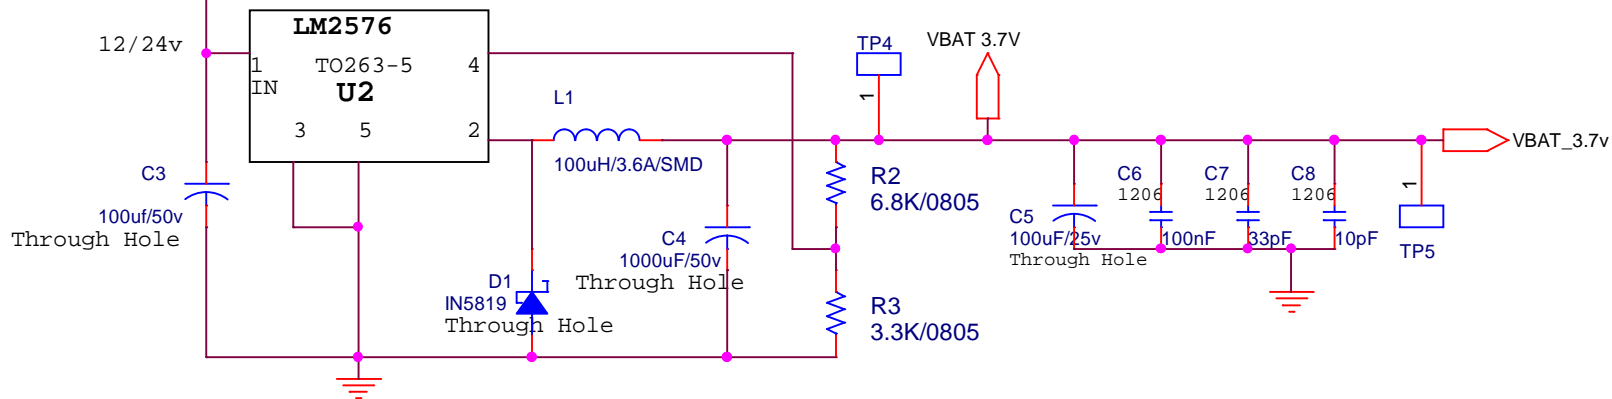 LM2576
12/24v
1
TO263-5
4
IN
U2
3
5
2
TP4
1
VBAT 3.7V
L1
100uH/3.6A/SMD
VBAT_3.7v
C3
100uf/50v
Through Hole
R2
6.8K/0805
C4
1000uF/50v
Through Hole
D1
IN5819
Through Hole
R3
3.3K/0805
C5
100uF/25v
Through Hole
C6
1206
100nF
C7
1206
33pF
C8
1206
10pF
1
TP5